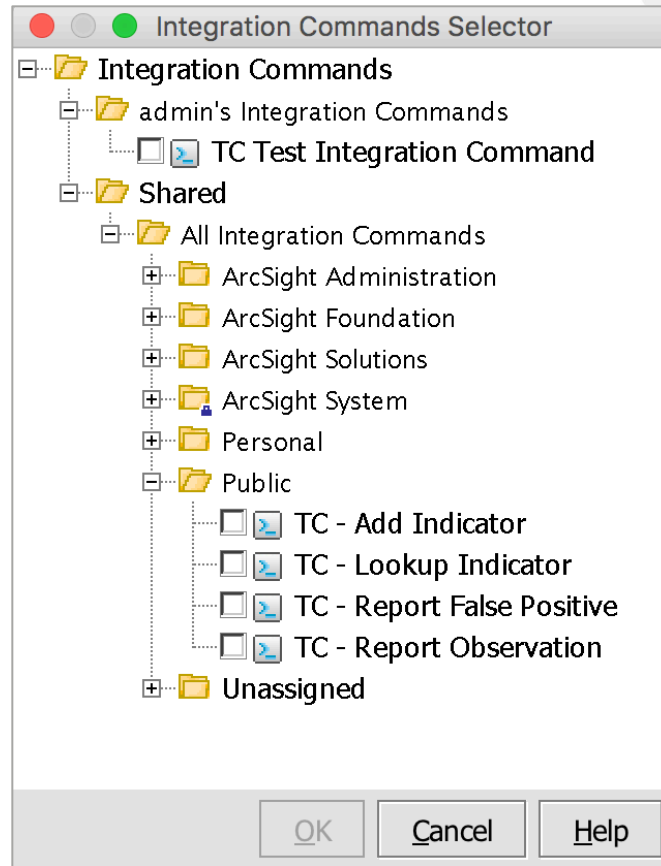 Integration Commands Selector
Integration Commands
admin's Integration Commands
TC Test Integration Command
Shared
All Integration Commands
ArcSight Administration
ArcSight Foundation
ArcSight Solutions
ArcSight System
Personal
Public
TC - Add Indicator
TC - Lookup Indicator
TC - Report False Positive
TC - Report Observation
Unassigned
OK Cancel Help